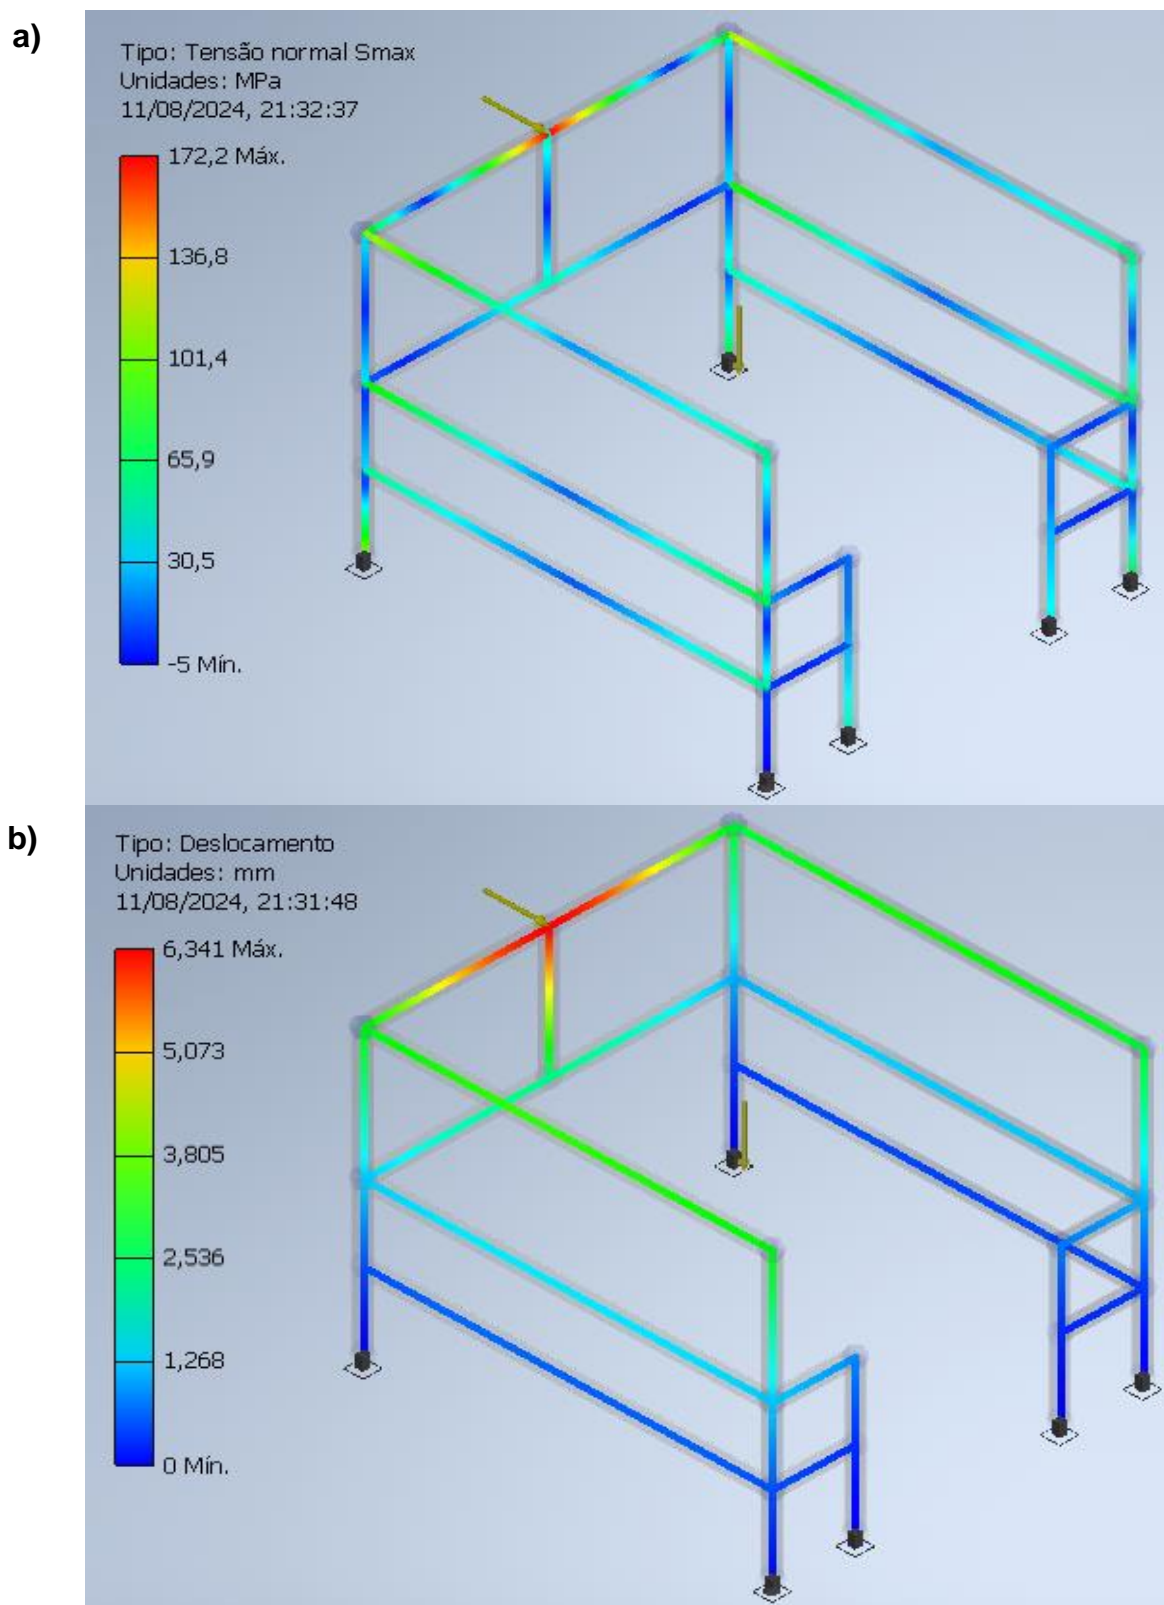 a)
Tipo: Tensão normal Smax
Unidades: MPa
11/08/2024, 21:32:37
172,2 Máx.
136,8
101,4
65,9
30,5
-5 Mín.
b)
Tipo: Deslocamento
Unidades: mm
11/08/2024, 21:31:48
6,341 Máx.
5,073
3,805
2,536
1,268
0 Mín.